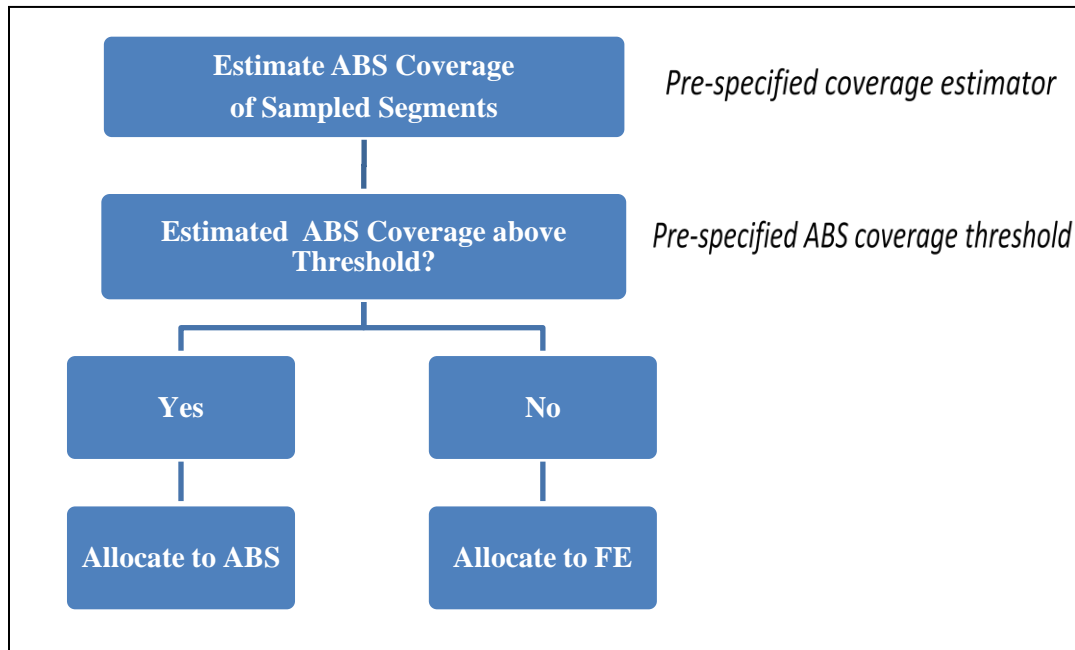 Estimate ABS Coverage
of Sampled Segments
Pre-specified coverage estimator
Estimated ABS Coverage above
Threshold?
Pre-specified ABS coverage threshold
Yes
No
Allocate to ABS
Allocate to FE